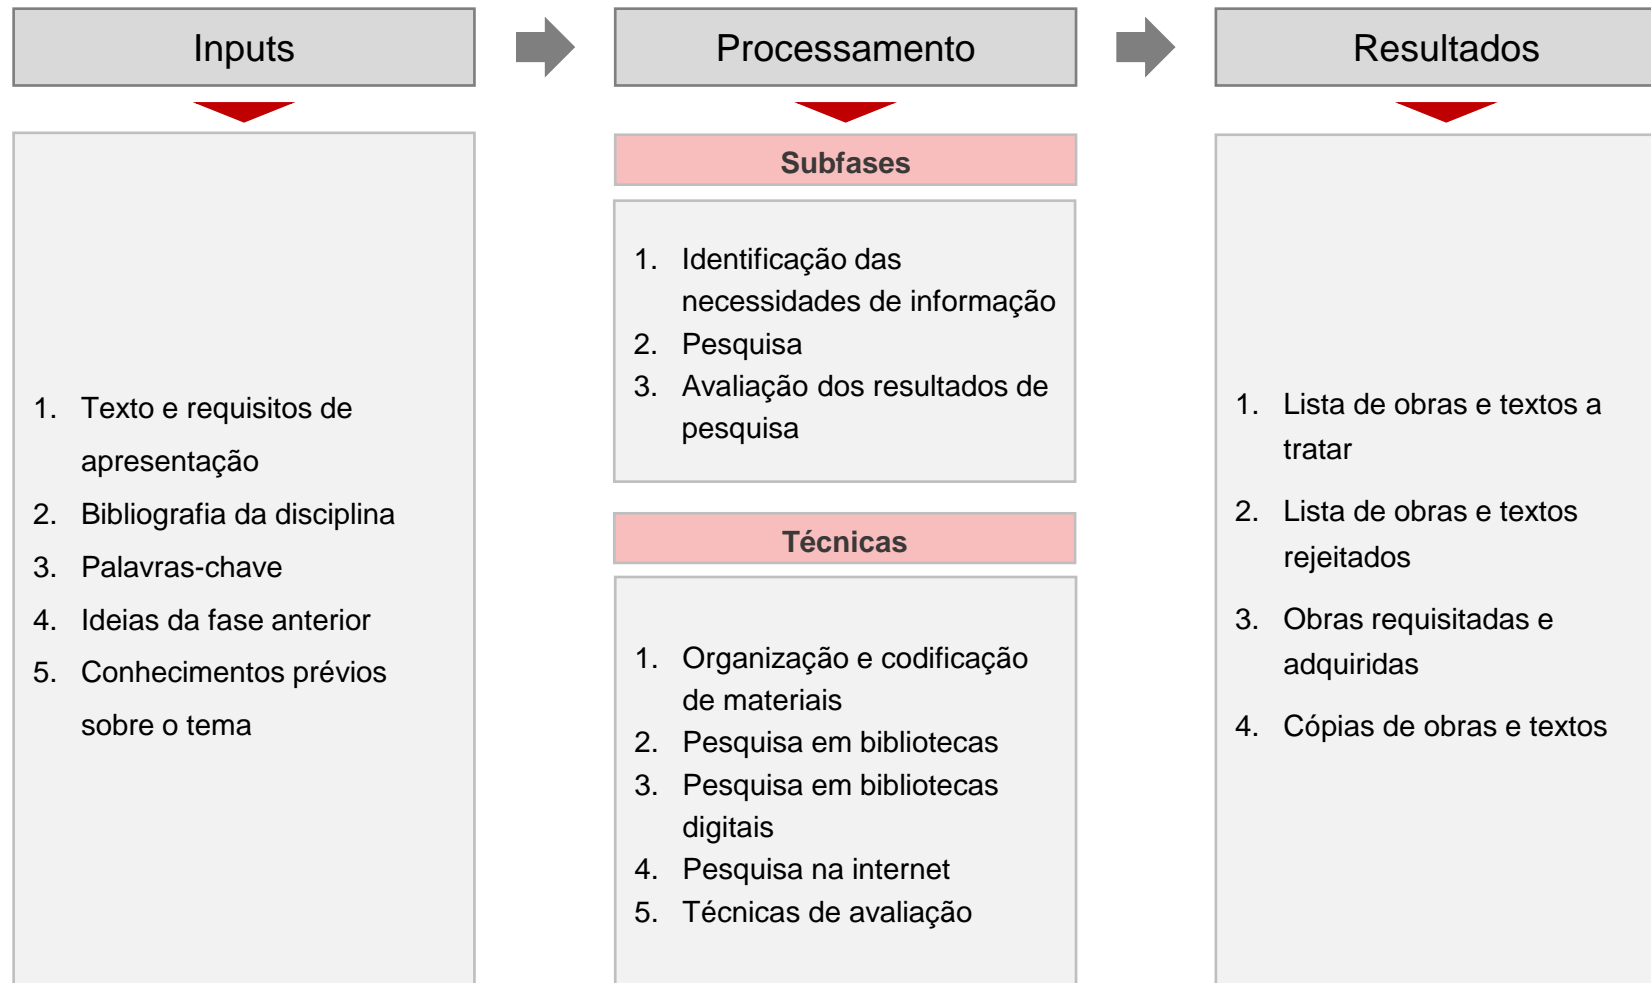 Inputs
Processamento
Resultados
1. Texto e requisitos de
apresentação
2. Bibliografia da disciplina
3. Palavras-chave
4. Ideias da fase anterior
5. Conhecimentos prévios
sobre o tema
Subfases
1. Identificação das
necessidades de informação
2. Pesquisa
3. Avaliação dos resultados de
pesquisa
Técnicas
1. Organização e codificação
de materiais
2. Pesquisa em bibliotecas
3. Pesquisa em bibliotecas
digitais
4. Pesquisa na internet
5. Técnicas de avaliação
1. Lista de obras e textos a
tratar
2. Lista de obras e textos
rejeitados
3. Obras requisitadas e
adquiridas
4. Cópias de obras e textos